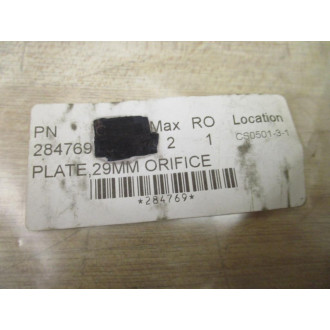 PN Max RO Location
284769 2 1 CS0501-3-1
PLATE,29MM ORIFICE
*284769*